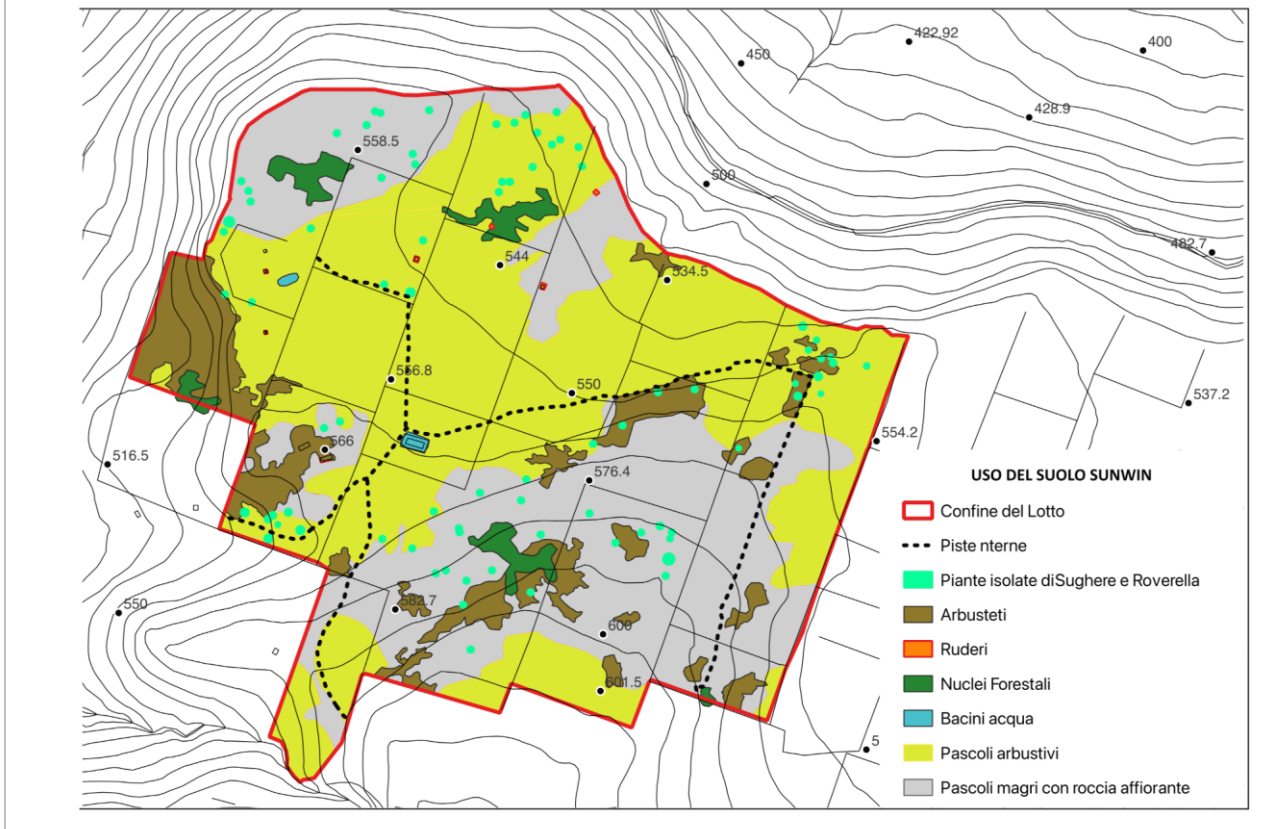 422.92
400
450
428.9
558.5
500
482.7
544
534.5
566.8
550
537.2
554.2
566
516.5
576.4
USO DEL SUOLO SUNWIN
Confine del Lotto
Piste nterne
Piante isolate diSughere e Roverella
Arbusteti
Ruderi
Nuclei Forestali
Bacini acqua
Pascoli arbustivi
Pascoli magri con roccia affiorante
550
582.7
600
601.5
5